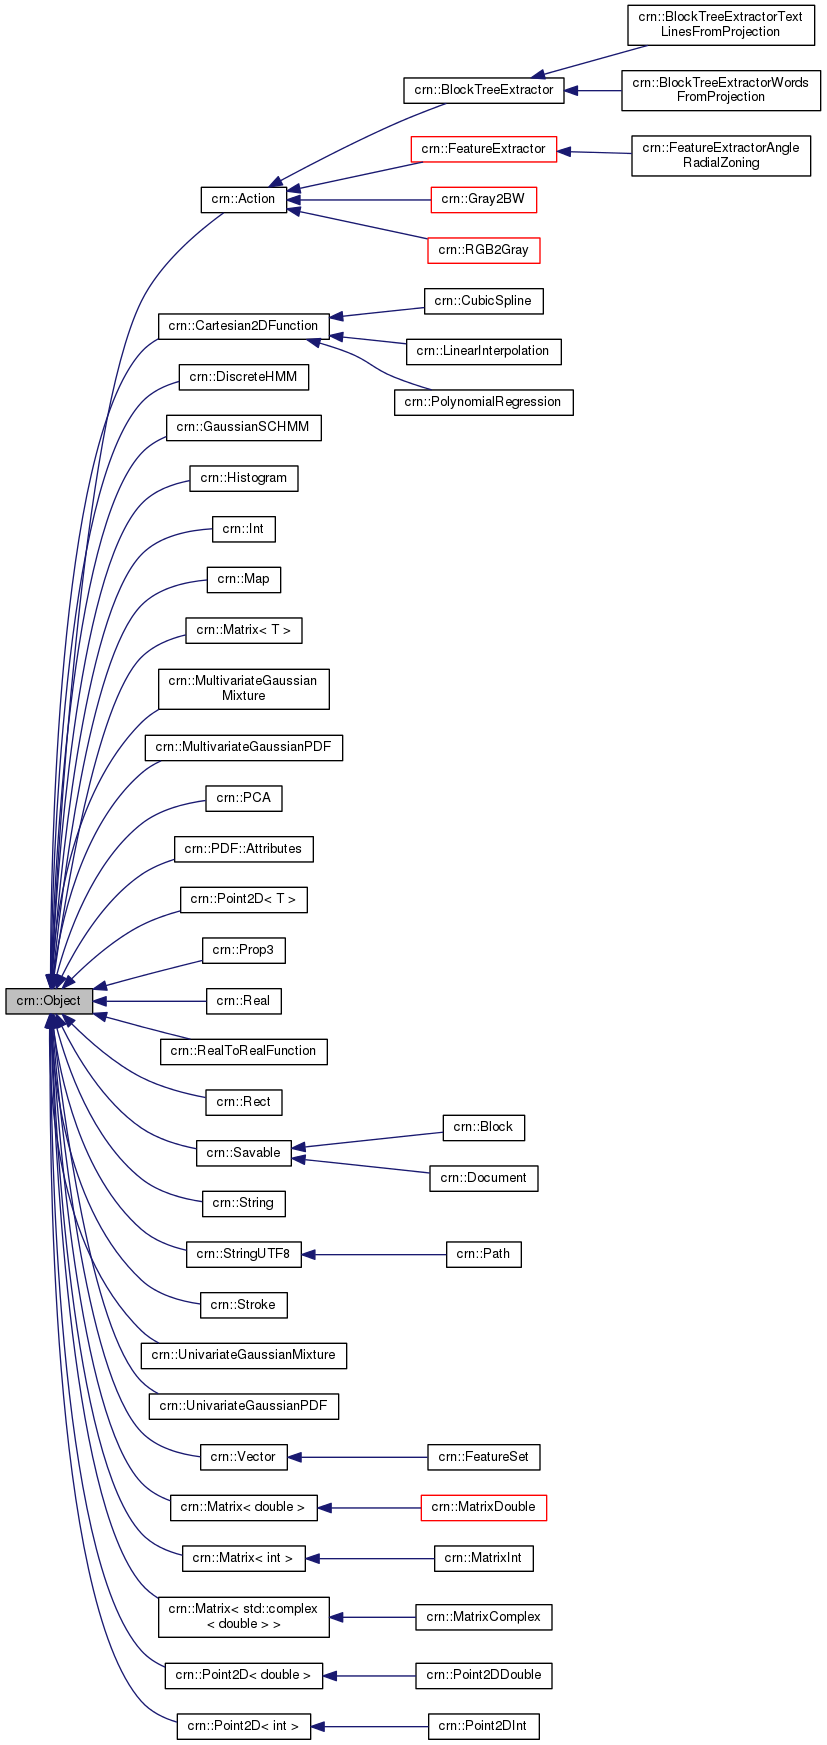 crn::BlockTreeExtractorText
LinesFromProjection
crn::BlockTreeExtractor
crn::BlockTreeExtractorWords
FromProjection
crn::FeatureExtractor
crn::FeatureExtractorAngle
RadialZoning
crn::Action
crn::Gray2BW
crn::RGB2Gray
crn::CubicSpline
crn::Cartesian2DFunction
crn::LinearInterpolation
crn::DiscreteHMM
crn::PolynomialRegression
crn::GaussianSCHMM
crn::Histogram
crn::Int
crn::Map
crn::Matrix< T >
crn::MultivariateGaussian
Mixture
crn::MultivariateGaussianPDF
crn::PCA
crn::PDF::Attributes
crn::Point2D< T >
crn::Prop3
crn::Object
crn::Real
crn::RealToRealFunction
crn::Rect
crn::Block
crn::Savable
crn::Document
crn::String
crn::StringUTF8
crn::Path
crn::Stroke
crn::UnivariateGaussianMixture
crn::UnivariateGaussianPDF
crn::Vector
crn::FeatureSet
crn::Matrix< double >
crn::MatrixDouble
crn::Matrix< int >
crn::MatrixInt
crn::Matrix< std::complex
< double > >
crn::MatrixComplex
crn::Point2D< double >
crn::Point2DDouble
crn::Point2D< int >
crn::Point2DInt